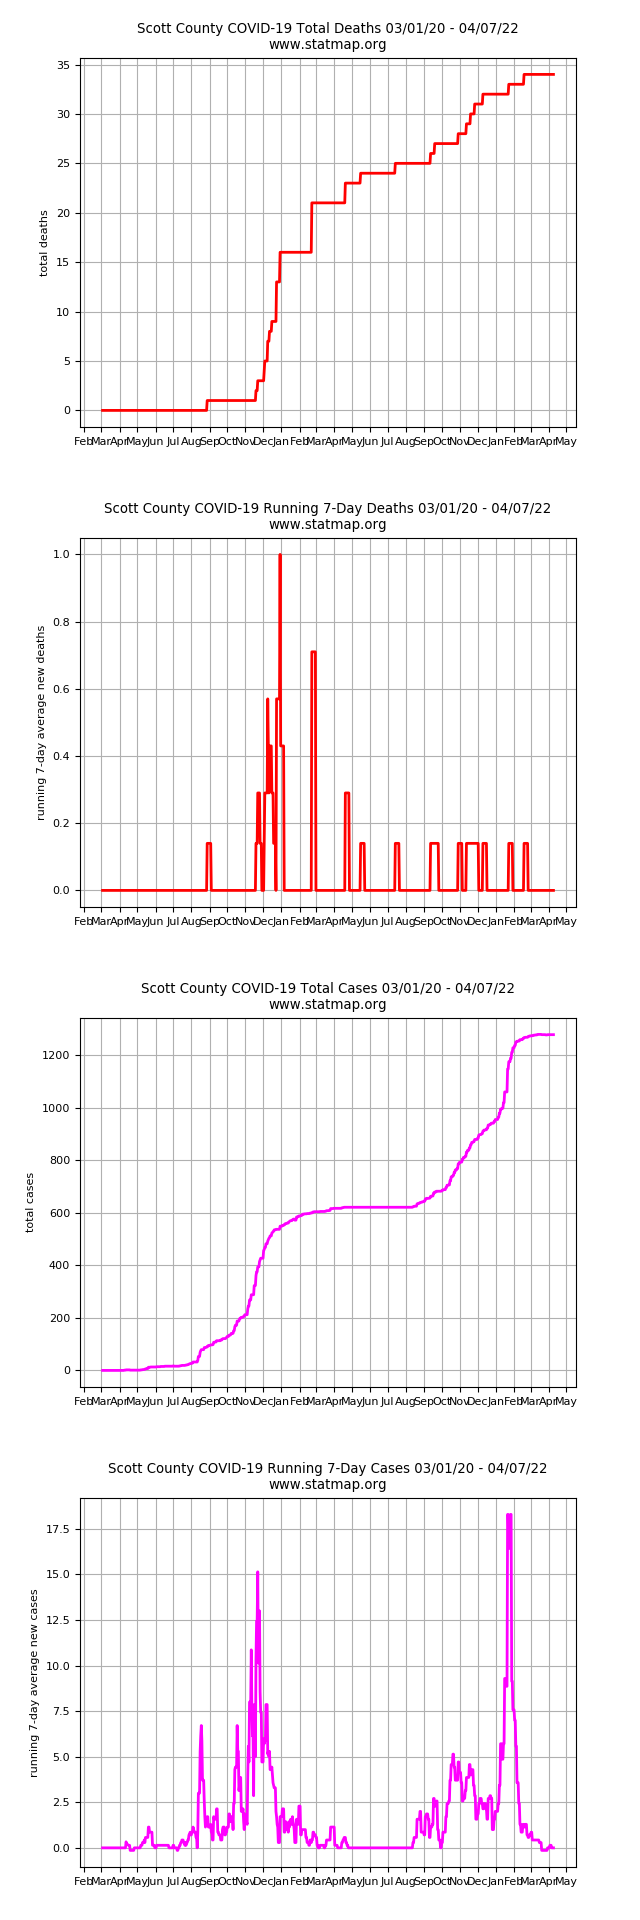 Scott County COVID-19 Total Deaths 03/01/20 - 04/07/22
www.statmap.org
35
30
25
20
15
10
5
0
total deaths
Feb Mar Apr May Jun Jul Aug Sep Oct Nov Dec Jan Feb Mar Apr May Jun Jul Aug Sep Oct Nov Dec Jan Feb Mar Apr May
Scott County COVID-19 Running 7-Day Deaths 03/01/20 - 04/07/22
www.statmap.org
1.0
0.8
0.6
0.4
0.2
0.0
running 7-day average new deaths
Feb Mar Apr May Jun Jul Aug Sep Oct Nov Dec Jan Feb Mar Apr May Jun Jul Aug Sep Oct Nov Dec Jan Feb Mar Apr May
Scott County COVID-19 Total Cases 03/01/20 - 04/07/22
www.statmap.org
1200
1000
800
600
400
200
0
total cases
Feb Mar Apr May Jun Jul Aug Sep Oct Nov Dec Jan Feb Mar Apr May Jun Jul Aug Sep Oct Nov Dec Jan Feb Mar Apr May
Scott County COVID-19 Running 7-Day Cases 03/01/20 - 04/07/22
www.statmap.org
17.5
15.0
12.5
10.0
7.5
5.0
2.5
0.0
running 7-day average new cases
Feb Mar Apr May Jun Jul Aug Sep Oct Nov Dec Jan Feb Mar Apr May Jun Jul Aug Sep Oct Nov Dec Jan Feb Mar Apr May